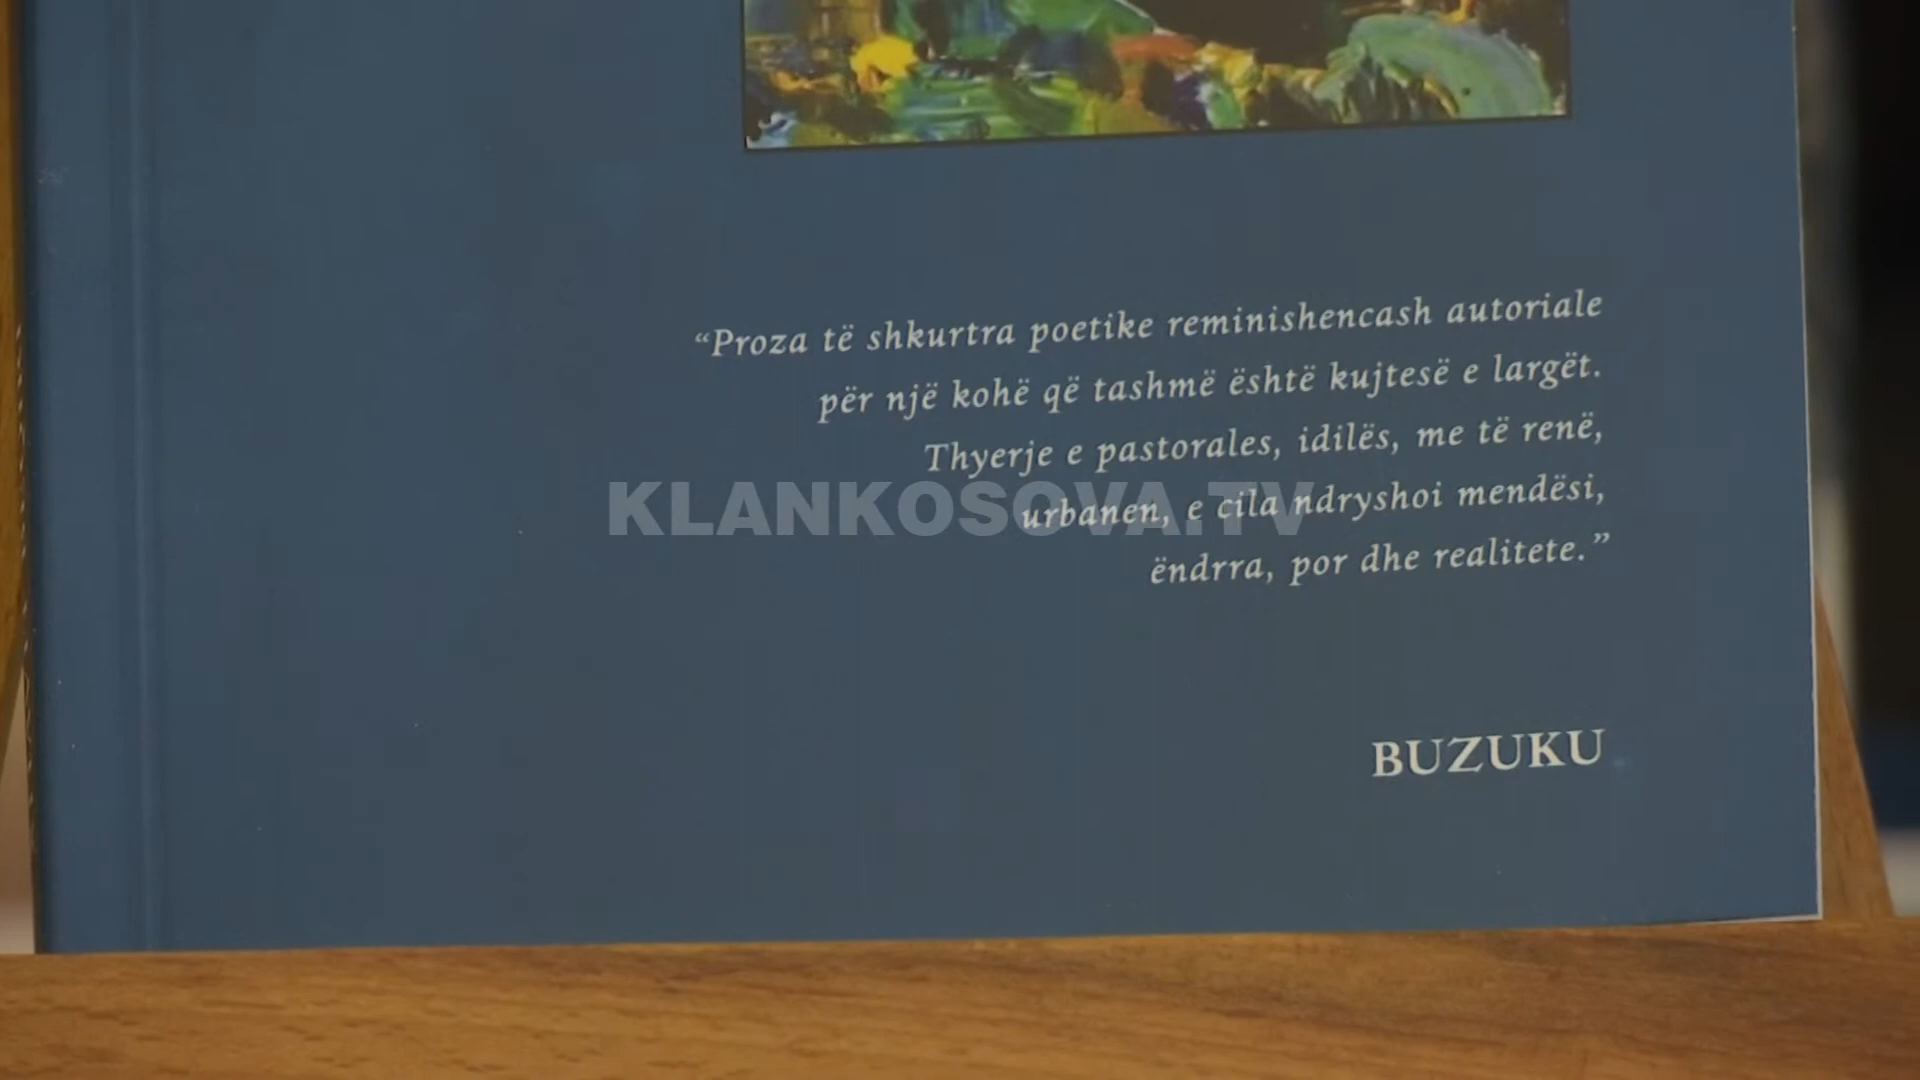 “Proza të shkurtra poetike reminishencash autoriale
për një kohë që tashmë është kujtesë e largët.
Thyerje e pastorales, idilës, me të renë,
urbanen, e cila ndryshoi mendësi,
ëndrra, por dhe realitete.”
KLANKOSOVA.TV
BUZUKU